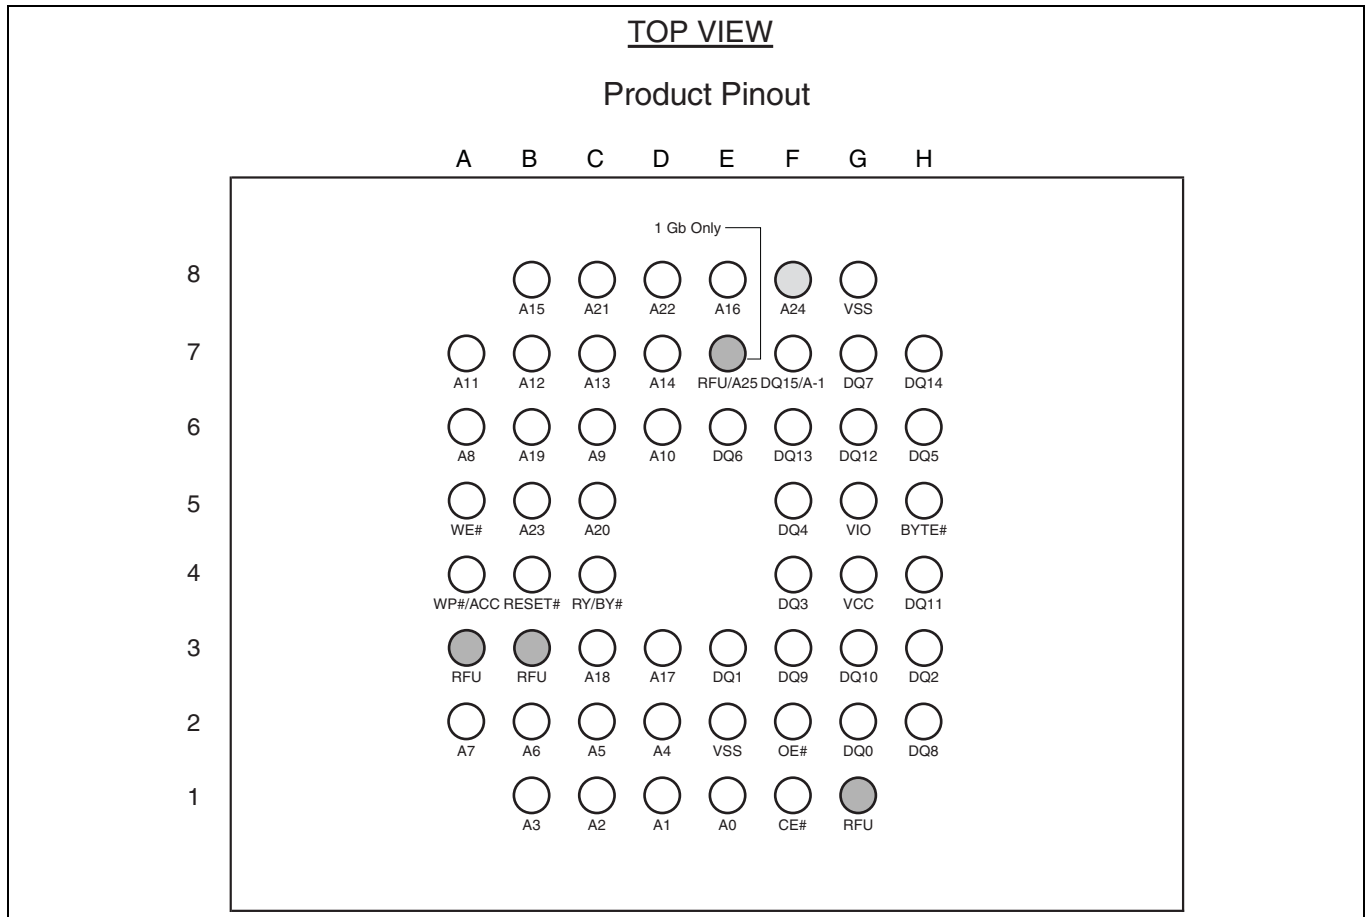 TOP VIEW
Product Pinout
A B C D E F G H
1 Gb Only
8
A15 A21 A22 A16 A24 VSS
7
A11 A12 A13 A14 RFU/A25 DQ15/A-1 DQ7 DQ14
6
A8 A19 A9 A10 DQ6 DQ13 DQ12 DQ5
5
WE# A23 A20 DQ4 VIO BYTE#
4
WP#/ACC RESET# RY/BY# DQ3 VCC DQ11
3
RFU RFU A18 A17 DQ1 DQ9 DQ10 DQ2
2
A7 A6 A5 A4 VSS OE# DQ0 DQ8
1
A3 A2 A1 A0 CE# RFU